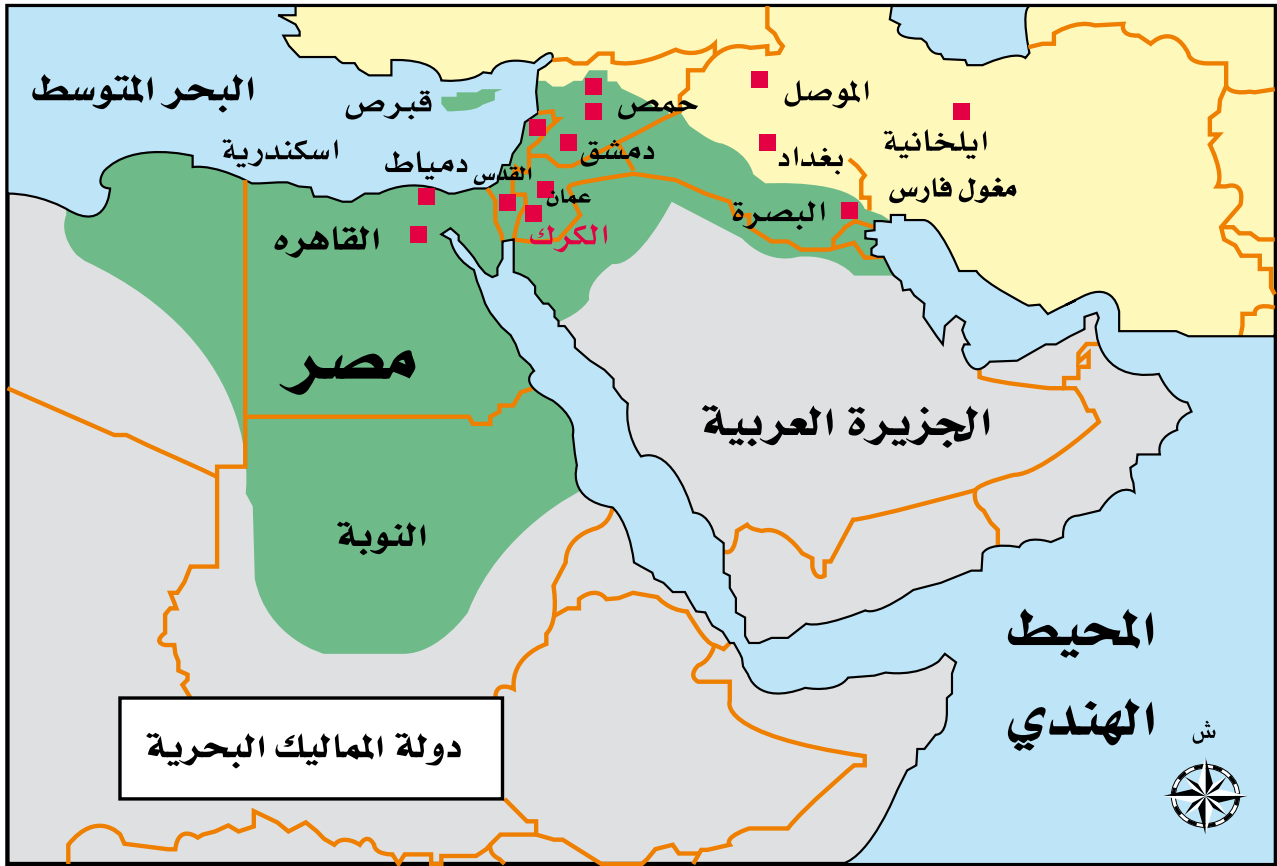 البحر المتوسط
قبرص
حمص
الموصل
ايلخانية
مغول فارس
اسكندرية
دمياط
القدس
دمشق
بغداد
عمان
البصرة
الكرك
القاهره
مصر
الجزيرة العربية
النوبة
المحيط
الهندي
ش
دولة المماليك البحرية